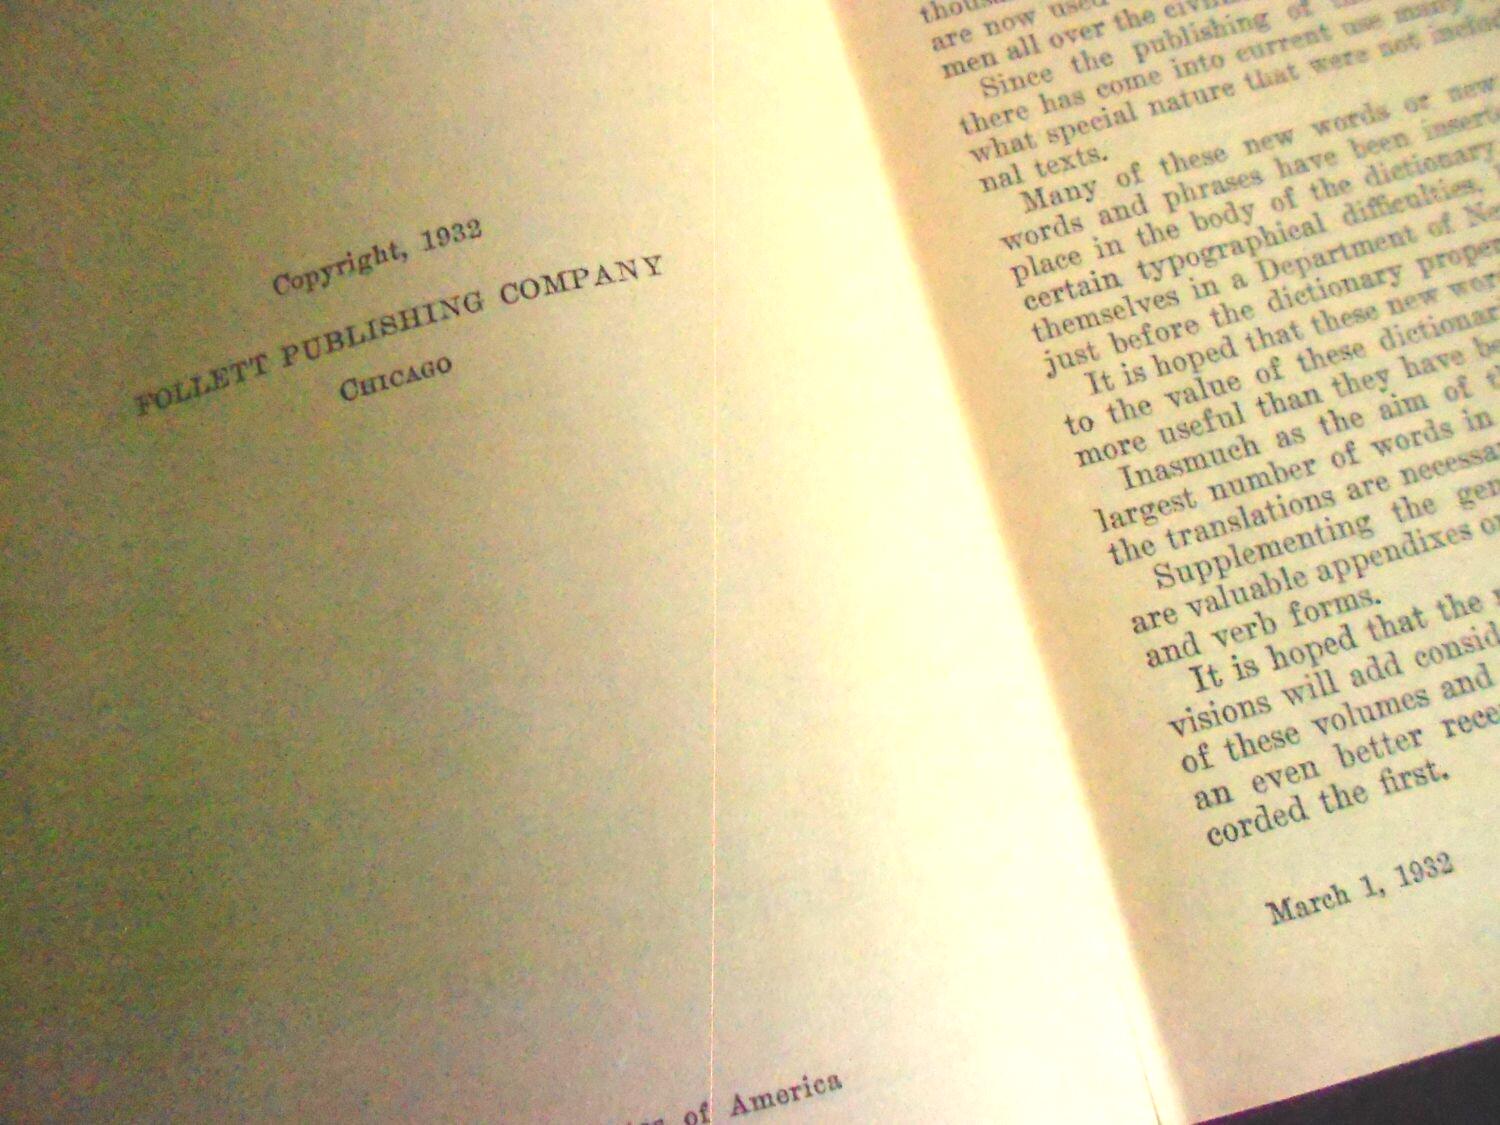 Copyright, 1932
FOLLETT PUBLISHING COMPANY
CHICAGO
of America
are now used
men all over the
Since the publishing of
there has come into current use many
what special nature that were not
nal texts.
Many of these new words or new
words and phrases have been
place in the body of the dictionary
certain typographical difficulties,
themselves in a Department of
just before the dictionary
It is hoped that these new
to the value of these
more useful than they have
Inasmuch as the aim of
largest number of words in
the translations are
Supplementing the
are valuable appendixes
and verb forms.
It is hoped that the
visions will add
of these volumes and
an even better
corded the first.
March 1, 1932